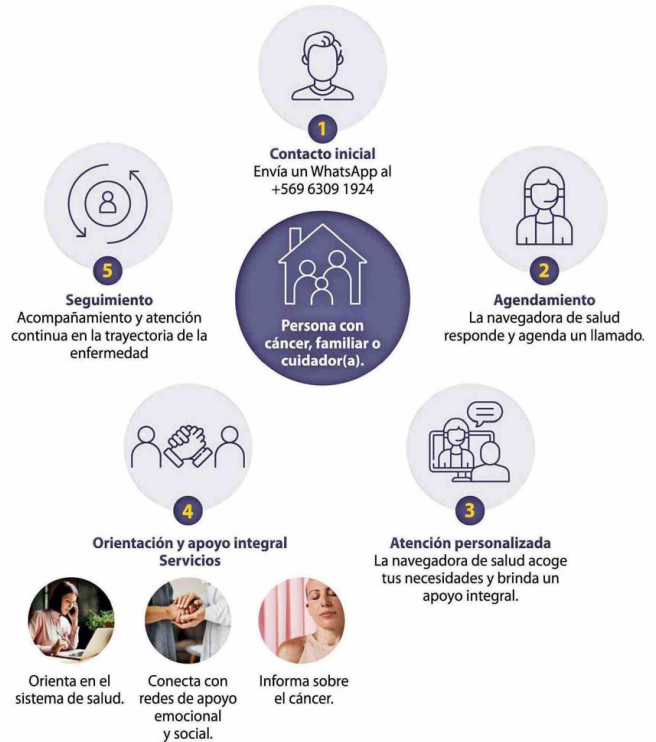 1
Contacto inicial
Envía un WhatsApp al
+569 6309 1924
2
Agendamiento
La navegadora de salud
responde y agenda un llamado.
3
Atención personalizada
La navegadora de salud acoge
tus necesidades y brinda un
apoyo integral.
4
Orientación y apoyo integral
Servicios
Orienta en el
sistema de salud.
Conecta con
redes de apoyo
emocional
y social.
Informa sobre
el cáncer.
5
Seguimiento
Acompañamiento y atención
continua en la trayectoria de la
enfermedad
Persona con
cáncer, familiar o
cuidador(a).